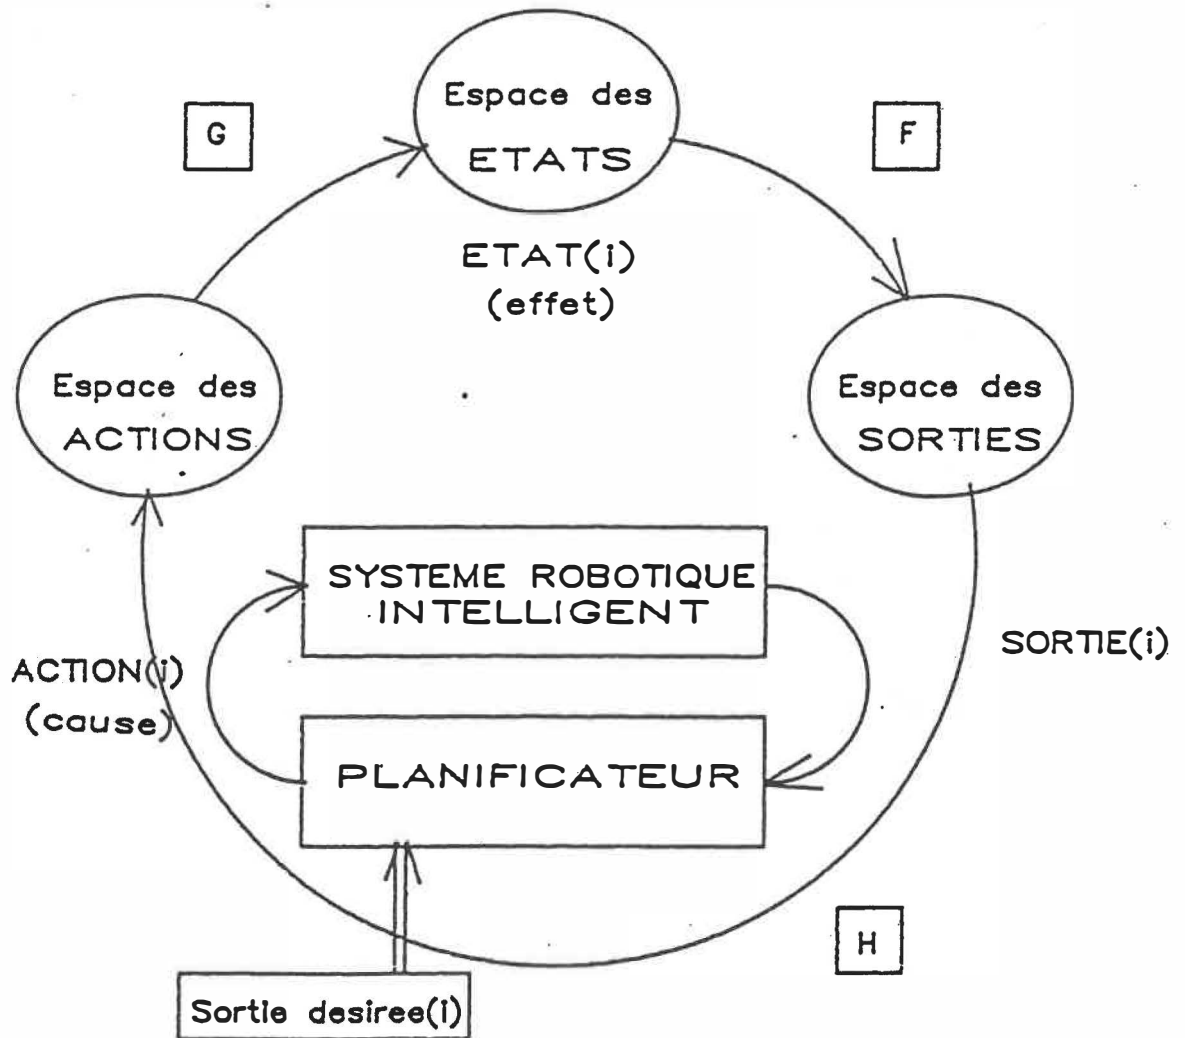 Espace des
ETATS
G
F
ETAT(i)
(effet)
Espace des
ACTIONS
Espace des
SORTIES
SYSTEME ROBOTIQUE
INTELLIGENT
ACTION(i)
(cause)
SORTIE(i)
PLANIFICATEUR
H
Sortie desiree(i)